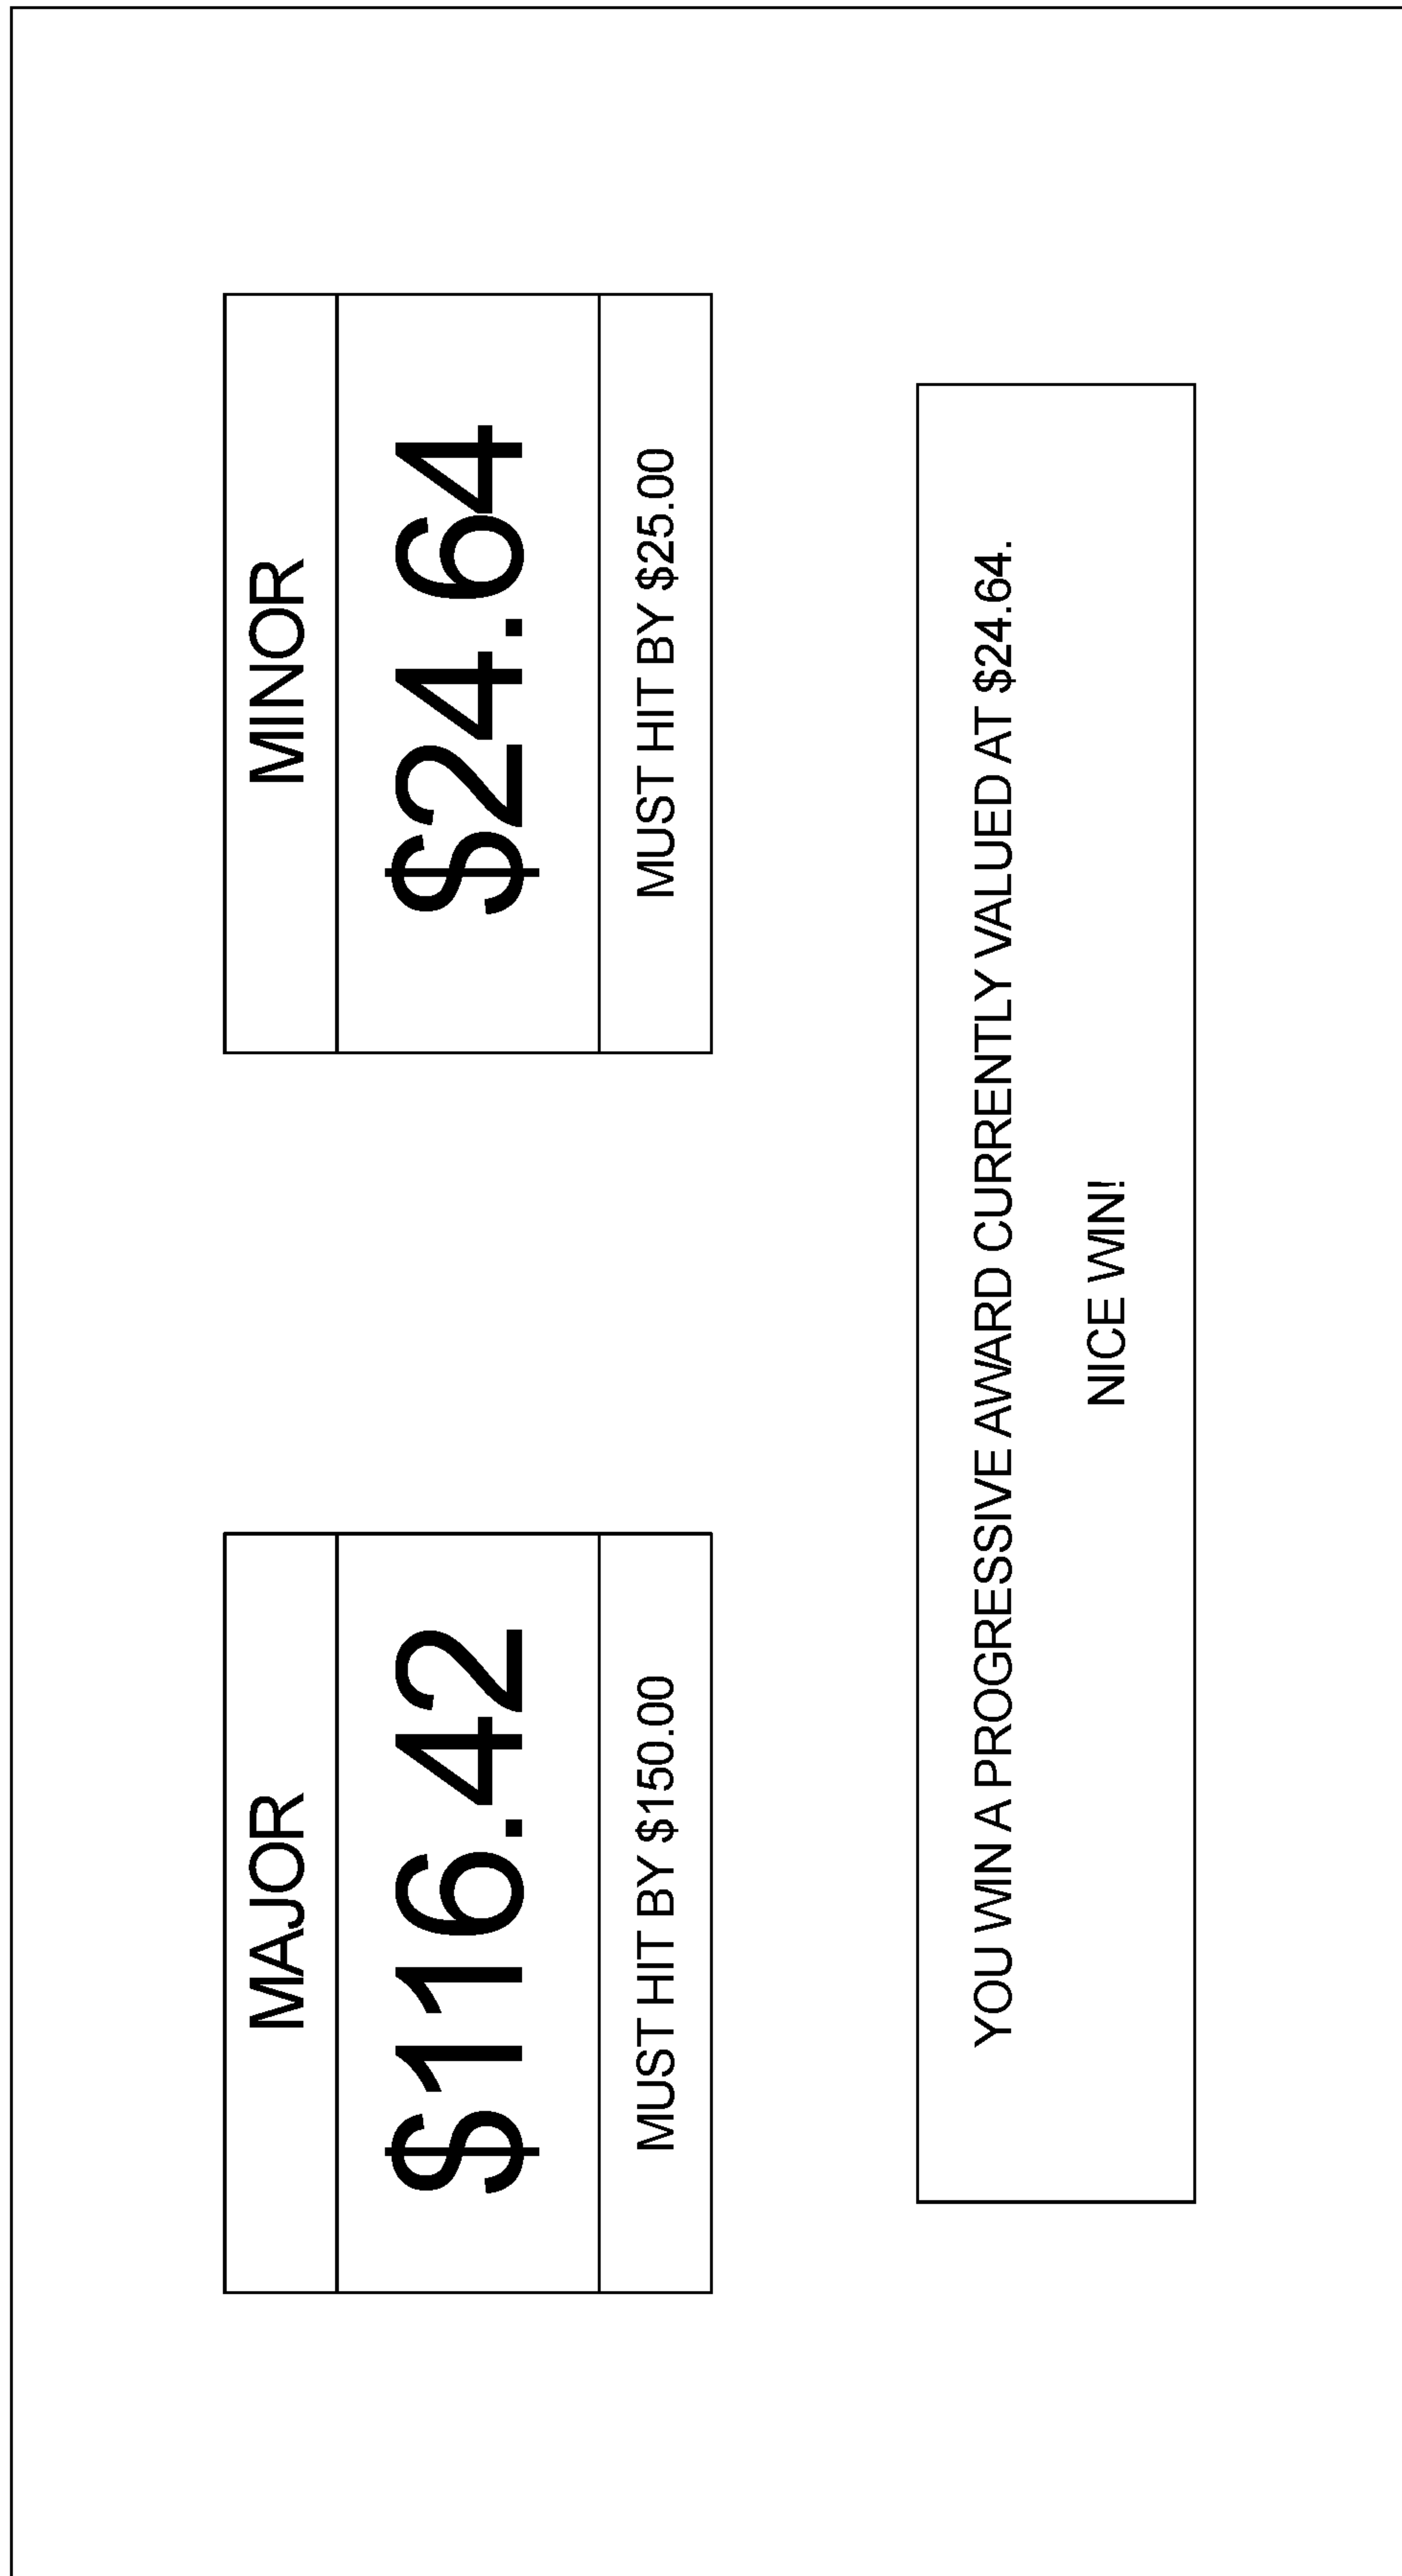 MAJOR
$116.42
MUST HIT BY $150.00
MINOR
$24.64
MUST HIT BY $25.00
YOU WIN A PROGRESSIVE AWARD CURRENTLY VALUED AT $24.64.
NICE WIN!